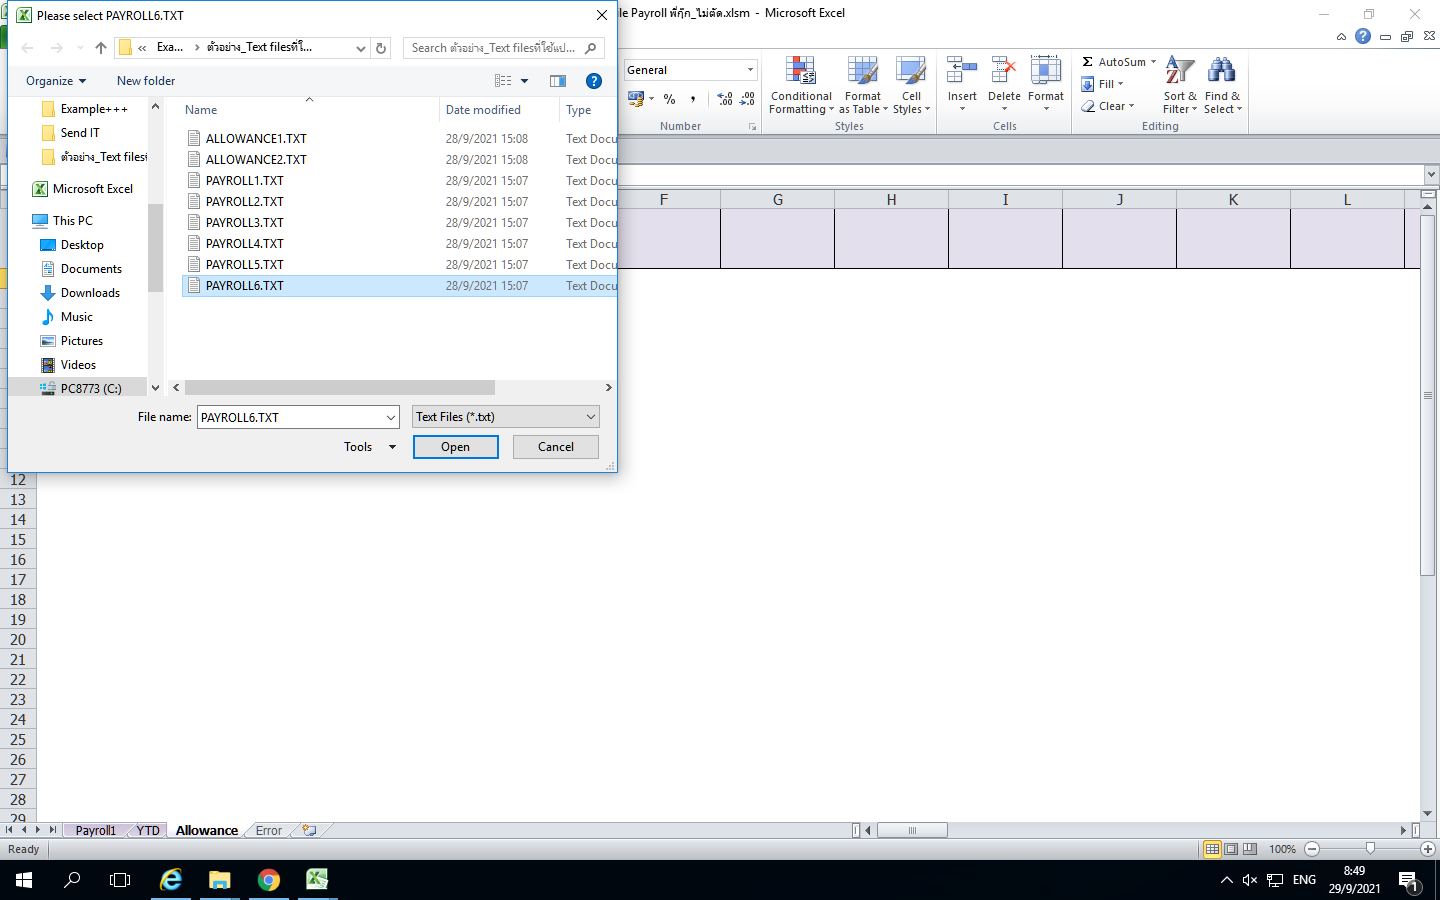 Please select PAYROLL6.TXT
le Payroll พี่กุ๊ก_ไม่ตัด.xlsm - Microsoft Excel
« Exa... > ตัวอย่าง_Text filesที่ใ...
Search ตัวอย่าง_Text filesที่ใช้แป...
Organize
New folder
General
Conditional Formatting
Format as Table
Cell Styles
Insert
Delete
Format
AutoSum
Fill
Clear
Sort & Filter
Find & Select
Number
Styles
Cells
Editing
Example+++
Send IT
ตัวอย่าง_Text files
Microsoft Excel
This PC
Desktop
Documents
Downloads
Music
Pictures
Videos
PC8773 (C:)
Name Date modified Type
ALLOWANCE1.TXT 28/9/2021 15:08 Text Docu
ALLOWANCE2.TXT 28/9/2021 15:08 Text Docu
PAYROLL1.TXT 28/9/2021 15:07 Text Docu
PAYROLL2.TXT 28/9/2021 15:07 Text Docu
PAYROLL3.TXT 28/9/2021 15:07 Text Docu
PAYROLL4.TXT 28/9/2021 15:07 Text Docu
PAYROLL5.TXT 28/9/2021 15:07 Text Docu
PAYROLL6.TXT 28/9/2021 15:07 Text Docu
File name: PAYROLL6.TXT Text Files (*.txt)
Tools Open Cancel
F G H I J K L
12
13
14
15
16
17
18
19
20
21
22
23
24
25
26
27
28
29
Payroll1 YTD Allowance Error
Ready
100%
ENG
8:49
29/9/2021
1